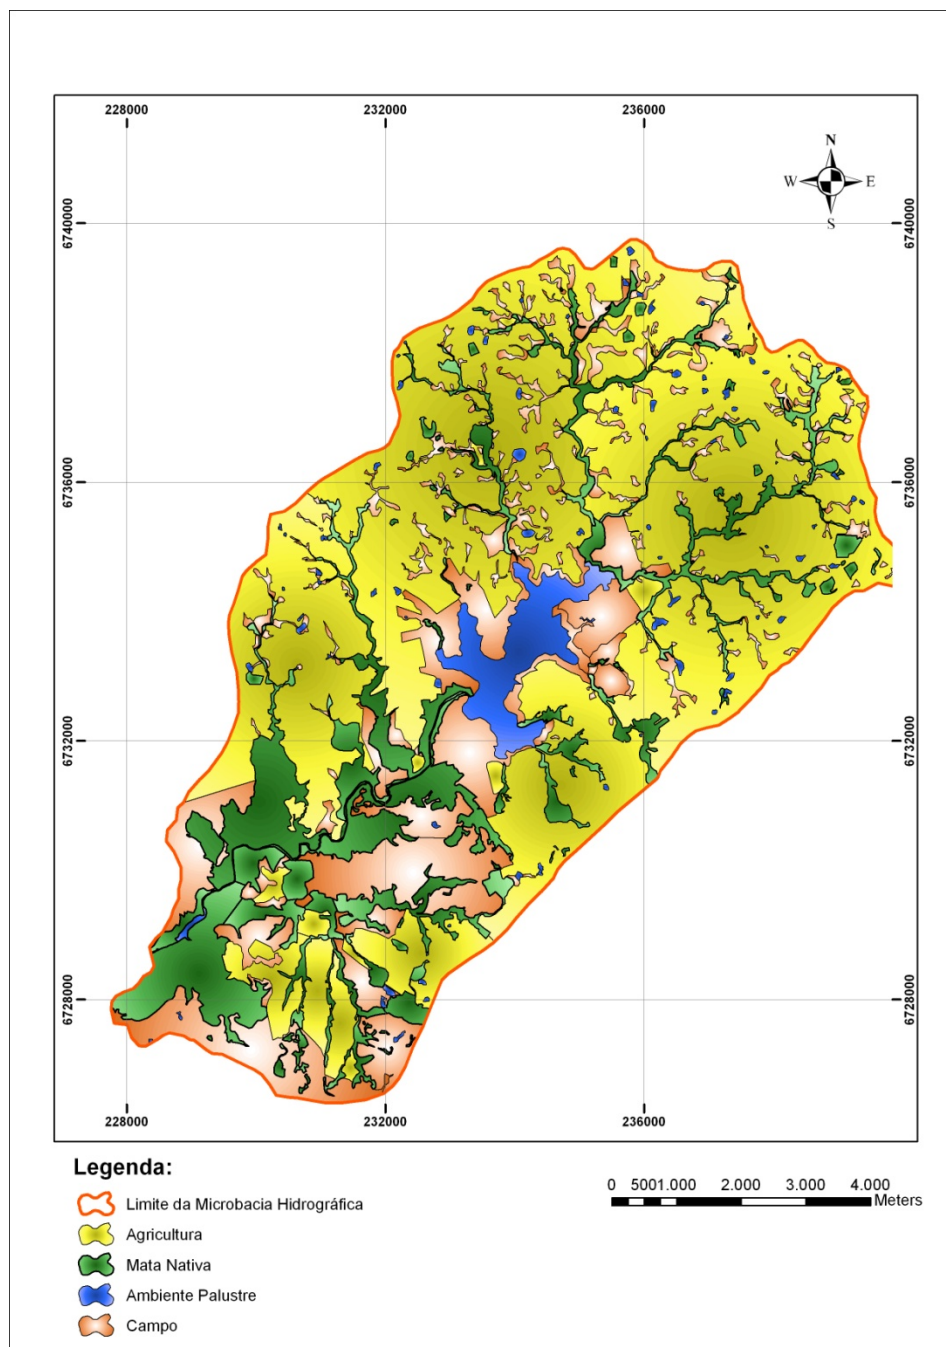 228000 232000 236000
N
W E
S
6740000 6740000
6736000 6736000
6732000 6732000
6728000 6728000
228000 232000 236000
Legenda:
Limite da Microbacia Hidrográfica
Agricultura
Mata Nativa
Ambiente Palustre
Campo
0 5001.000 2.000 3.000 4.000
Meters